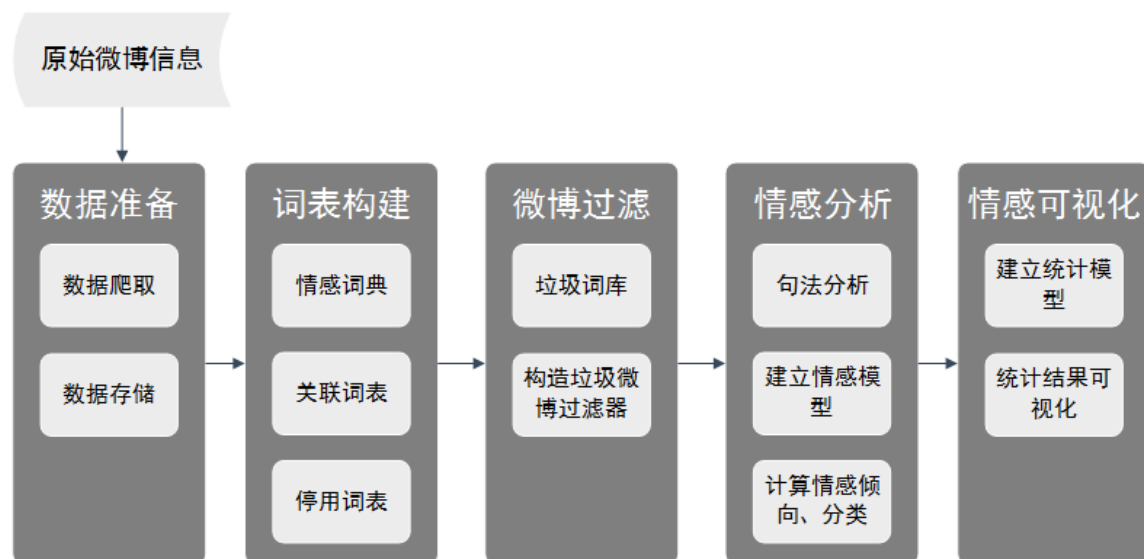 原始微博信息
数据准备
数据爬取
数据存储
词表构建
情感词典
关联词表
停用词表
微博过滤
垃圾词库
构造垃圾微
博过滤器
情感分析
句法分析
建立情感模
型
计算情感倾
向、分类
情感可视化
建立统计模
型
统计结果可
视化